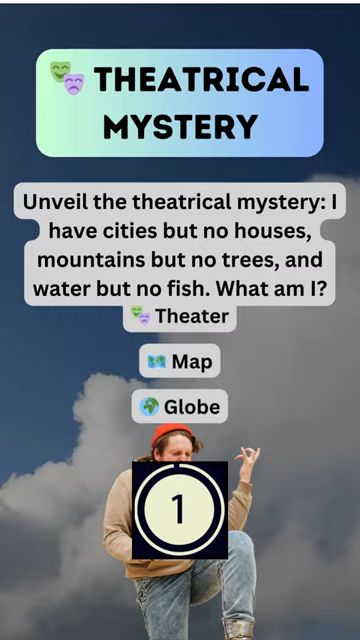 🎭 THEATRICAL
MYSTERY
Unveil the theatrical mystery: I
have cities but no houses,
mountains but no trees, and
water but no fish. What am I?
🎭 Theater
🗺️ Map
🌍 Globe
1